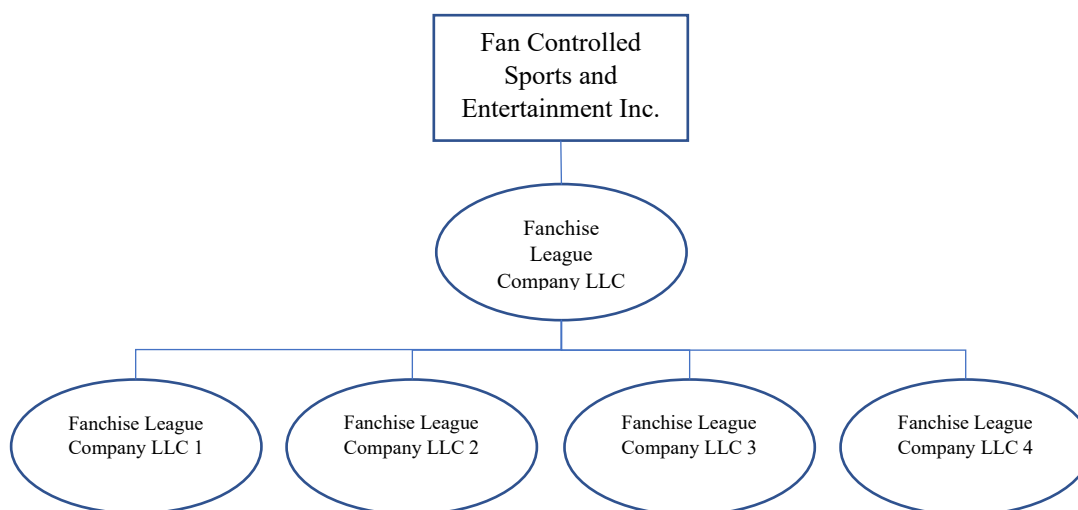 Fan Controlled
Sports and
Entertainment Inc.
Fanchise
League
Company LLC
Fanchise League
Company LLC 1
Fanchise League
Company LLC 2
Fanchise League
Company LLC 3
Fanchise League
Company LLC 4